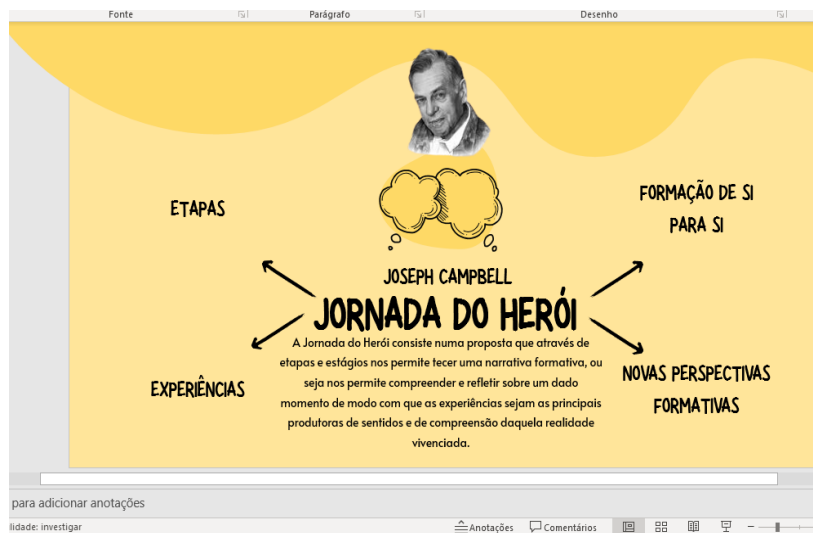 Fonte
Parágrafo
Desenho
ETAPAS
FORMAÇÃO DE SI
PARA SI
JOSEPH CAMPBELL
JORNADA DO HERÓI
A Jornada do Herói consiste numa proposta que através de
etapas e estágios nos permite tecer uma narrativa formativa, ou
seja nos permite compreender e refletir sobre um dado
momento de modo com que as experiências sejam as principais
produtoras de sentidos e de compreensão daquela realidade
vivenciada.
EXPERIÊNCIAS
NOVAS PERSPECTIVAS
FORMATIVAS
para adicionar anotações
ilidade: investigar
Anotações
Comentários